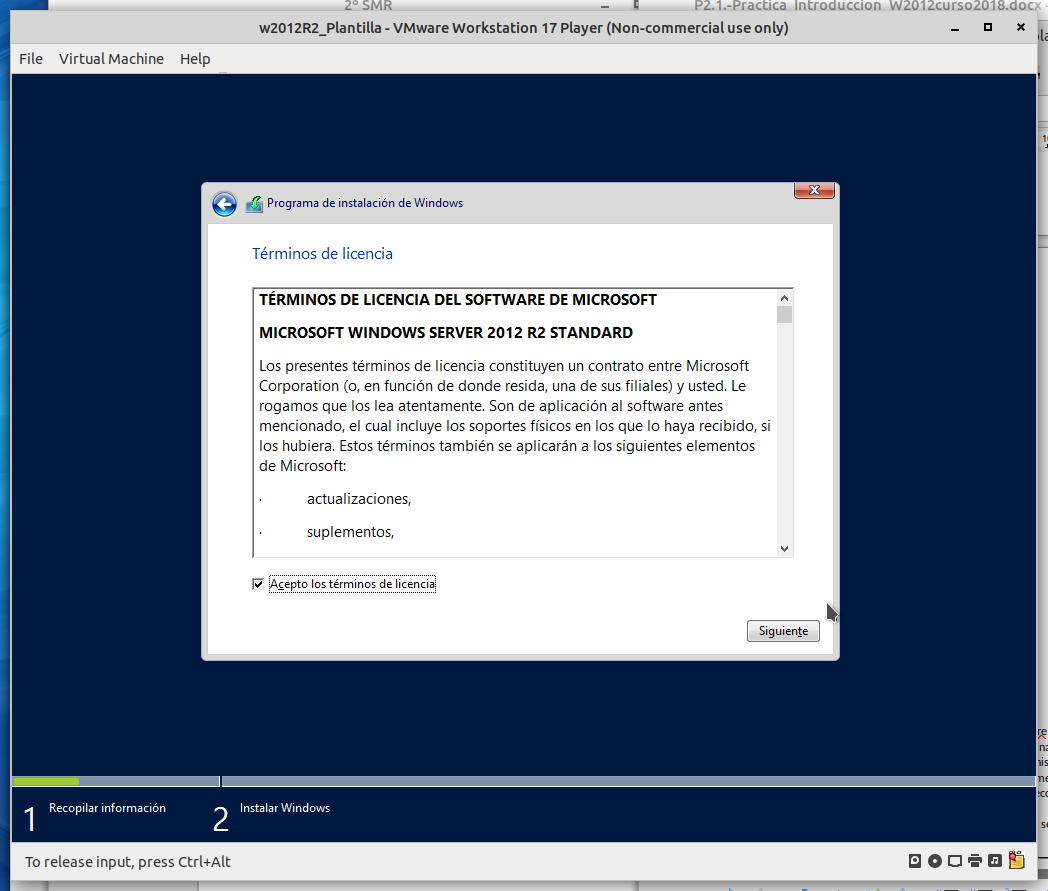 2º SMR
P2.1.-Practica_Introduccion_W2012curso2018.docx -
w2012R2_Plantilla - VMware Workstation 17 Player (Non-commercial use only)
File Virtual Machine Help
Programa de instalación de Windows
Términos de licencia
TÉRMINOS DE LICENCIA DEL SOFTWARE DE MICROSOFT
MICROSOFT WINDOWS SERVER 2012 R2 STANDARD
Los presentes términos de licencia constituyen un contrato entre Microsoft
Corporation (o, en función de donde resida, una de sus filiales) y usted. Le
rogamos que los lea atentamente. Son de aplicación al software antes
mencionado, el cual incluye los soportes físicos en los que lo haya recibido, si
los hubiera. Estos términos también se aplicarán a los siguientes elementos
de Microsoft:
· actualizaciones,
· suplementos,
Acepto los términos de licencia
Siguiente
1 Recopilar información
2 Instalar Windows
To release input, press Ctrl+Alt